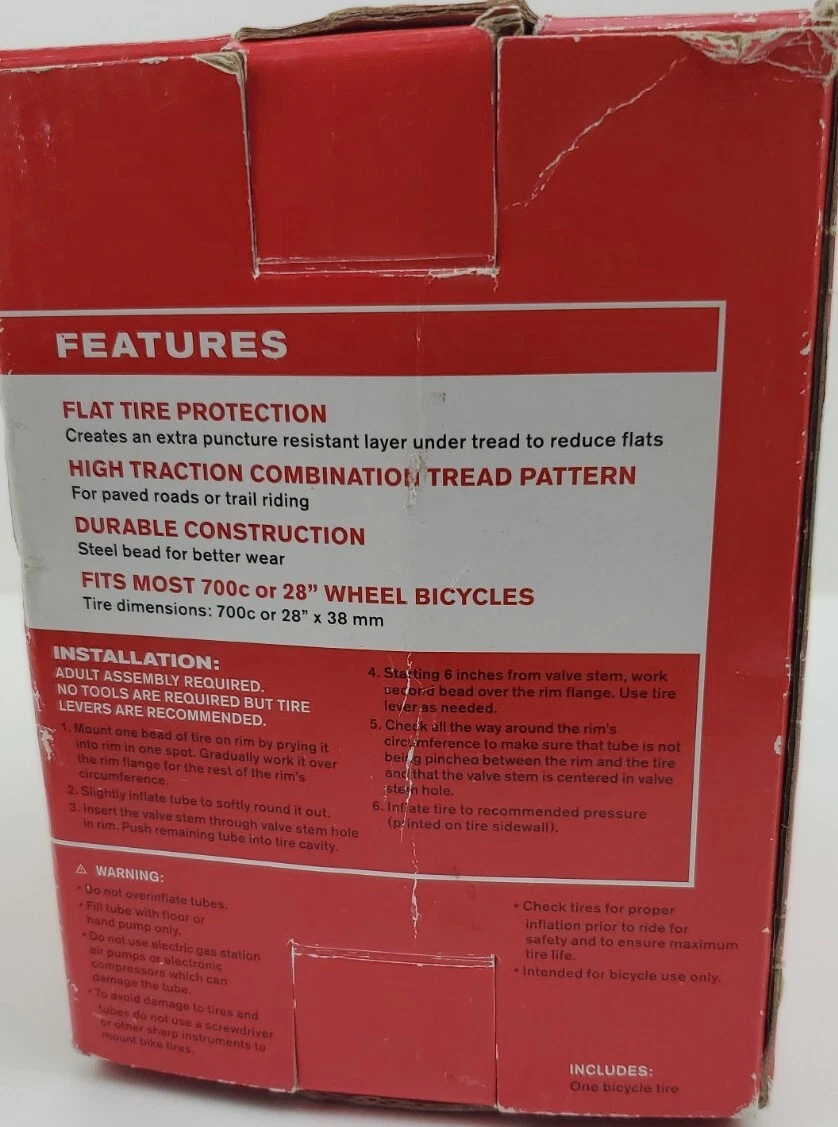 FEATURES
FLAT TIRE PROTECTION
Creates an extra puncture resistant layer under tread to reduce flats
HIGH TRACTION COMBINATION TREAD PATTERN
For paved roads or trail riding
DURABLE CONSTRUCTION
Steel bead for better wear
FITS MOST 700c or 28” WHEEL BICYCLES
Tire dimensions: 700c or 28” x 38 mm
INSTALLATION:
ADULT ASSEMBLY REQUIRED.
NO TOOLS ARE REQUIRED BUT TIRE
LEVERS ARE RECOMMENDED.
1. Mount one bead of tire on rim by prying it
into rim in one spot. Gradually work it over
the rim flange for the rest of the rim's
circumference.
2. Slightly inflate tube to softly round it out.
3. Insert the valve stem through valve stem hole
in rim. Push remaining tube into tire cavity.
4. Starting 6 inches from valve stem, work
second bead over the rim flange. Use tire
lever as needed.
5. Check all the way around the rim's
circumference to make sure that tube is not
being pinched between the rim and the tire
and that the valve stem is centered in valve
stem hole.
6. Inflate tire to recommended pressure
(printed on tire sidewall).
⚠ WARNING:
• Do not overinflate tubes.
• Fill tube with floor or
hand pump only.
• Do not use electric gas station
air pumps or electronic
compressors which can
damage the tube.
• To avoid damage to tires and
tubes do not use a screwdriver
or other sharp instruments to
mount bike tires.
• Check tires for proper
inflation prior to ride for
safety and to ensure maximum
tire life.
• Intended for bicycle use only.
INCLUDES:
One bicycle tire